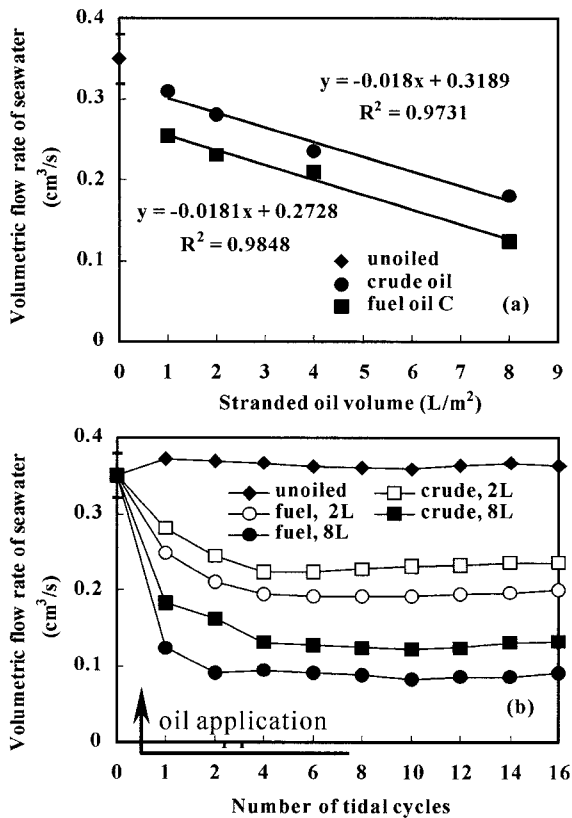 Volumetric flow rate of seawater
(cm³/s)
0.4
0.3
0.2
0.1
0
y = -0.018x + 0.3189
R² = 0.9731
y = -0.0181x + 0.2728
R² = 0.9848
unoiled
crude oil
fuel oil C
(a)
0 1 2 3 4 5 6 7 8 9
Stranded oil volume (L/m²)
Volumetric flow rate of seawater
(cm³/s)
0.4
0.3
0.2
0.1
0
unoiled
crude, 2L
fuel, 2L
crude, 8L
fuel, 8L
oil application
(b)
0 1 2 4 6 8 10 12 14 16
Number of tidal cycles